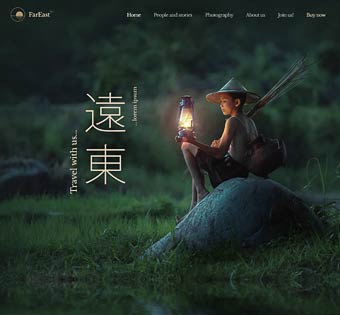 FarEast
Home
People and stories
Photography
About us
Join us!
Buy now
遠東
Travel with us...
...lorem ipsum